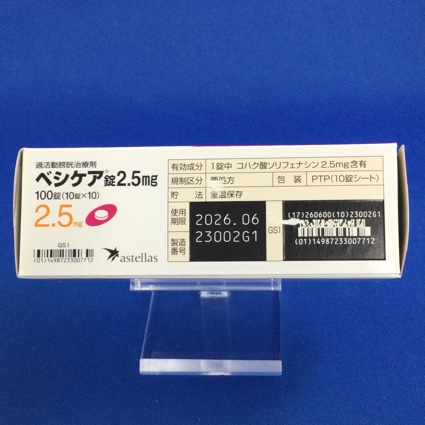 過活動膀胱治療剤
ベシケア錠2.5mg
100錠(10錠×10)
2.5mg
GS1
(01)14987233007712
astellas
有効成分 1錠中 コハク酸ソリフェナシン2.5mg含有
規制区分 処方 包装 PTP(10錠シート)
貯法 室温保存
使用期限 2026.06
製造番号 23002G1
GS1
(17)260600(10)23002G1
(01)14987233007712